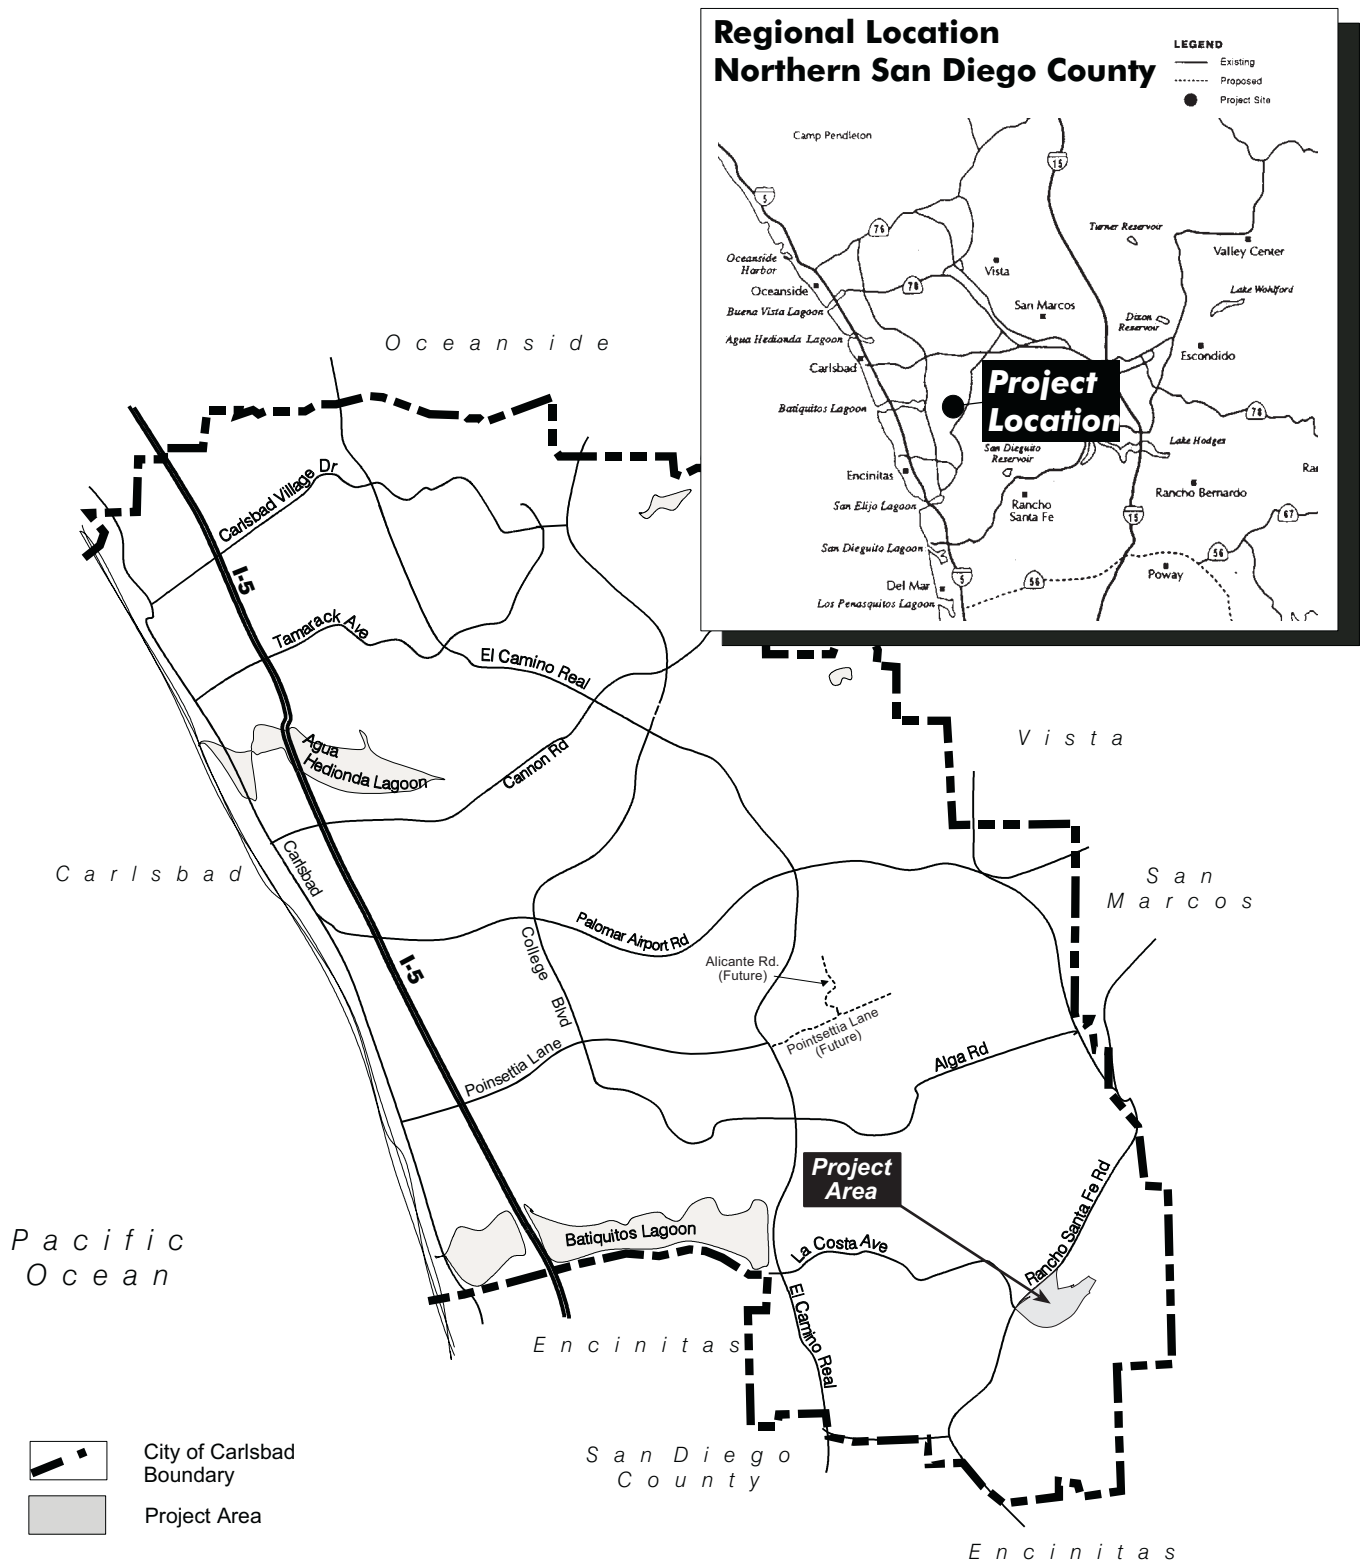 Regional Location
Northern San Diego County
LEGEND
Existing
Proposed
Project Site
Camp Pendleton
15
5
76
Turner Reservoir
Valley Center
Oceanside
Harbor
Vista
78
Oceanside
Lake Wohlford
Buena Vista Lagoon
San Marcos
Dixon
Reservoir
Agua Hedionda Lagoon
Escondido
Carlsbad
Project
Location
Batiquitos Lagoon
78
Lake Hodges
San Dieguito
Reservoir
Encinitas
Ra
Rancho Bernardo
San Elijo Lagoon
Rancho
Santa Fe
15
67
San Dieguito Lagoon
56
Del Mar
5
56
Poway
Los Penasquitos Lagoon
Oceanside
Carlsbad Village Dr
I-5
Tamarack Ave
El Camino Real
Agua
Hedionda Lagoon
Cannon Rd
Vista
Carlsbad
Carlsbad
San
Marcos
Palomar Airport Rd
College Blvd
I-5
Alicante Rd.
(Future)
Pointsettia Lane
(Future)
Poinsettia Lane
Alga Rd
Project
Area
Rancho Santa Fe Rd
Batiquitos Lagoon
La Costa Ave
Pacific
Ocean
El Camino Real
Encinitas
San Diego
County
City of Carlsbad
Boundary
Project Area
Encinitas